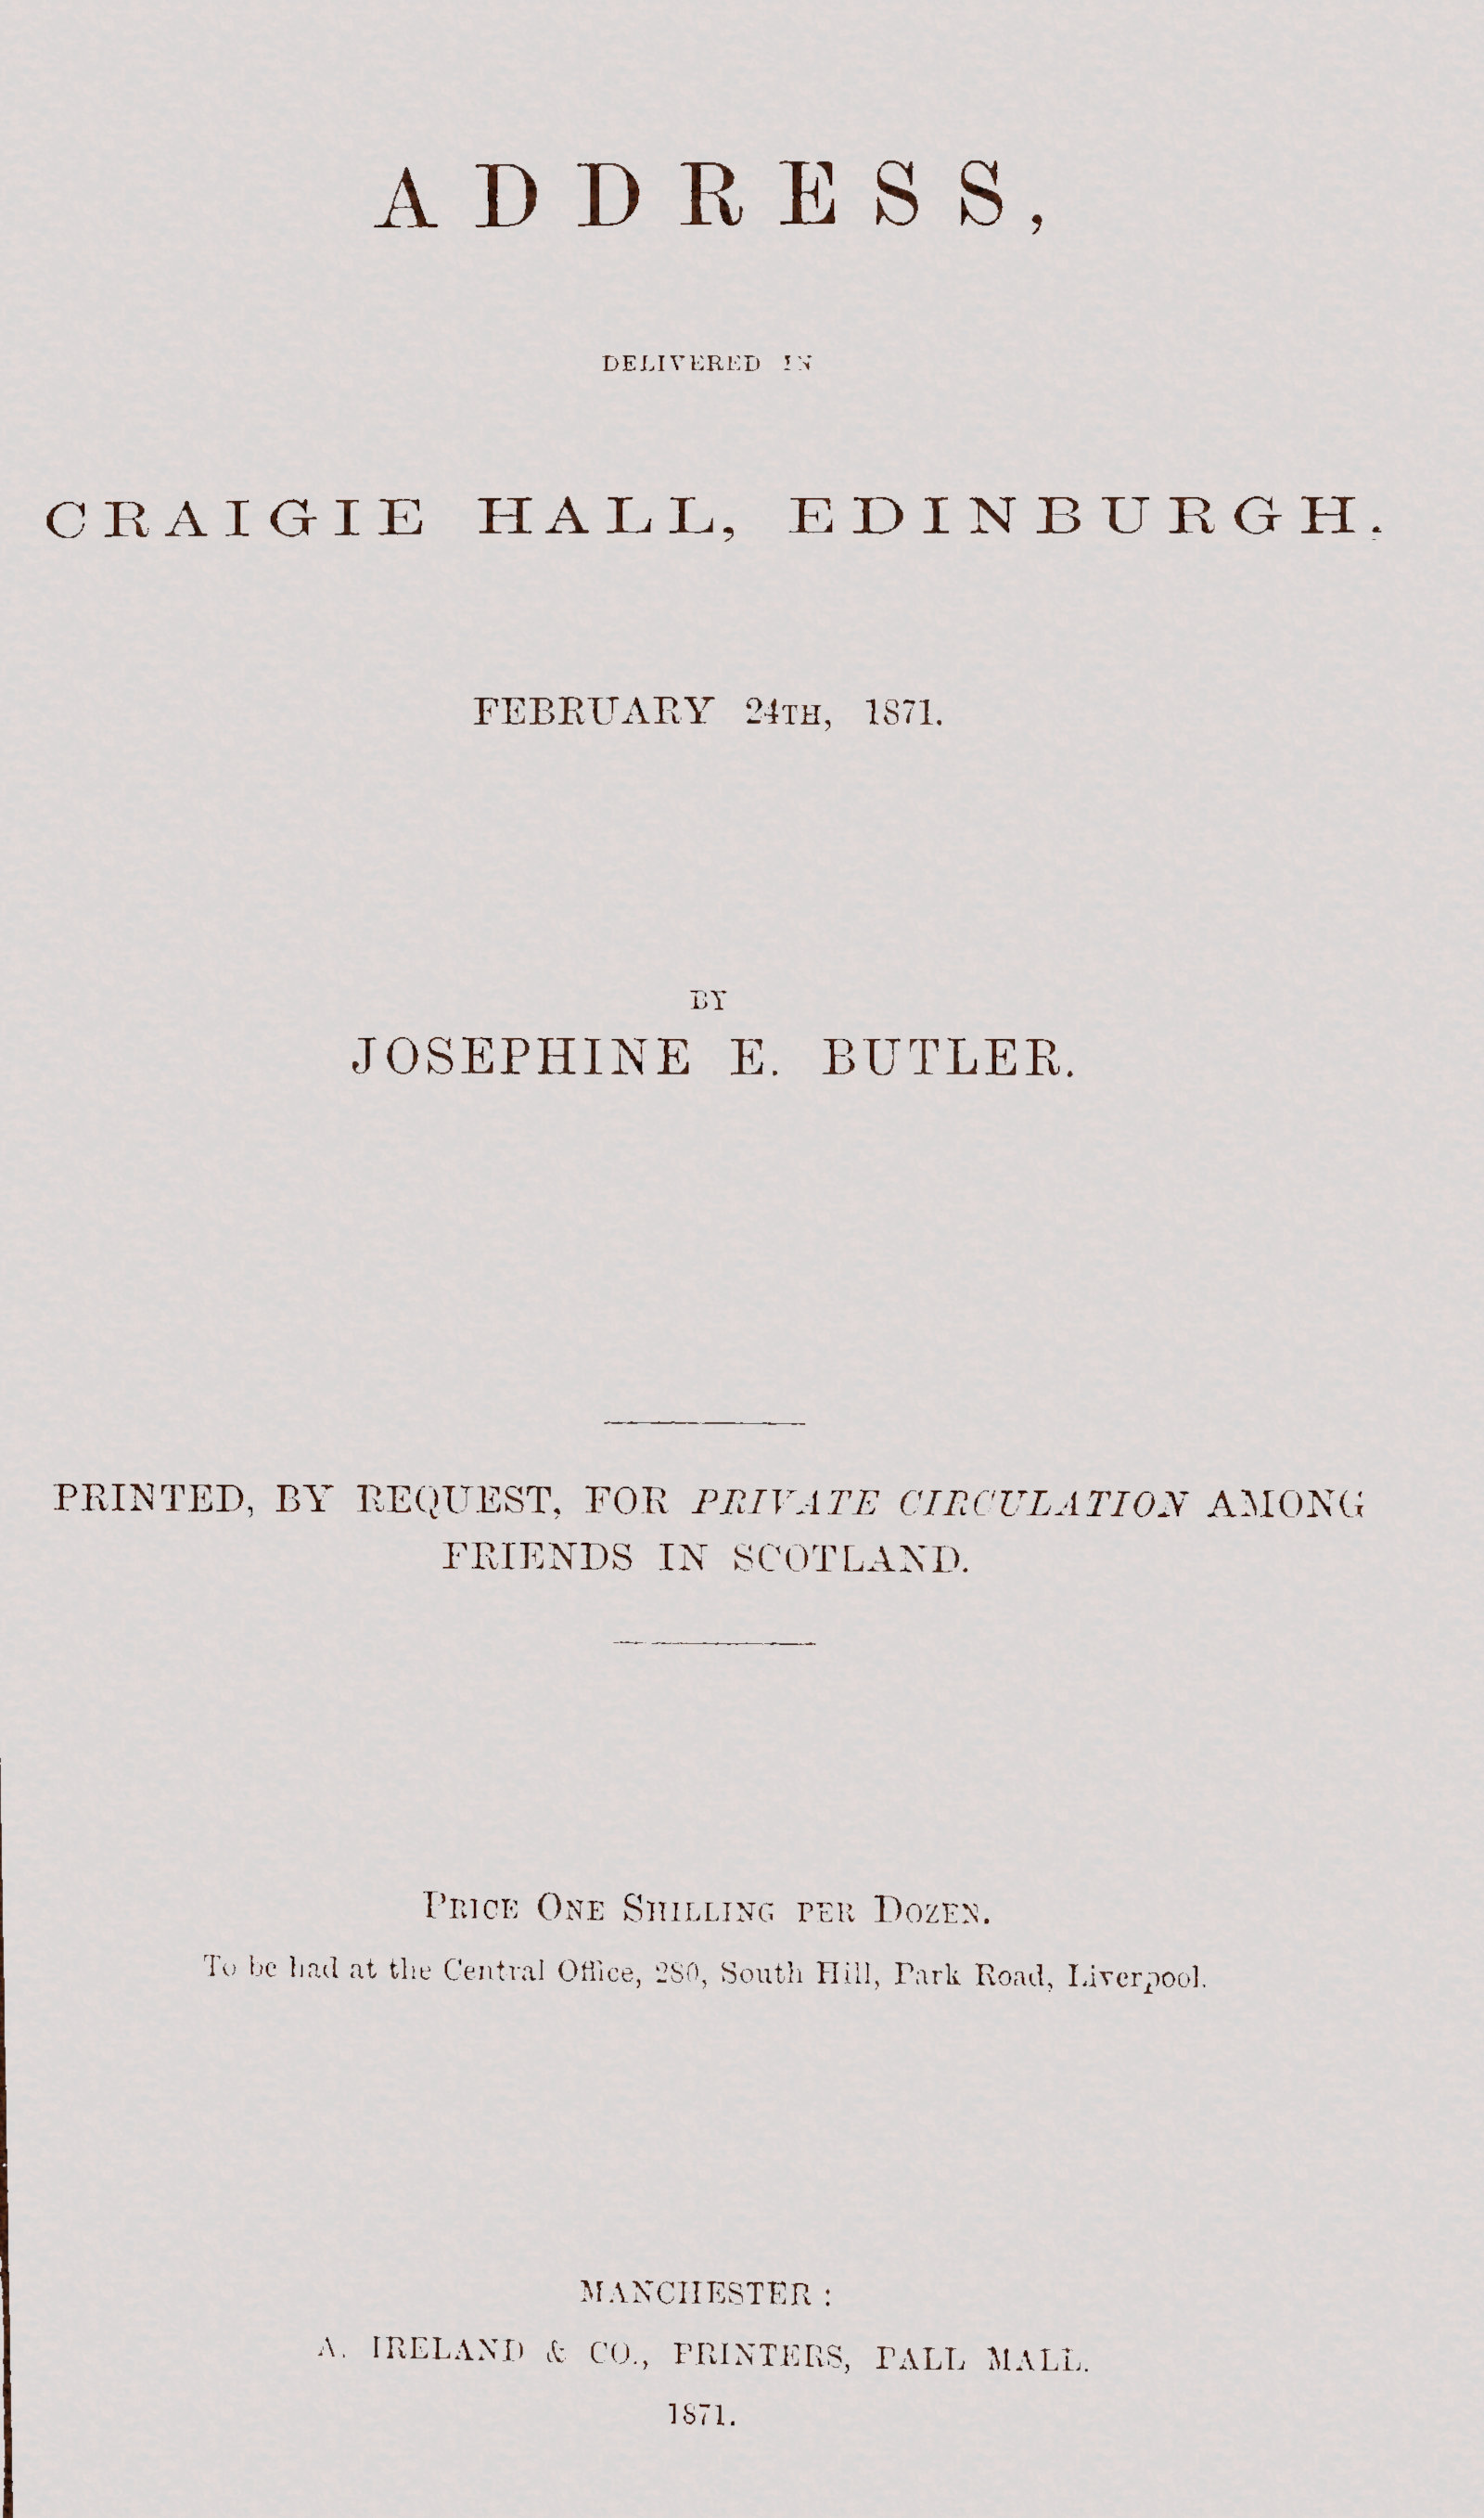 ADDRESS,
DELIVERED IN
CRAIGIE HALL, EDINBURGH.
FEBRUARY 24TH, 1871.
BY
JOSEPHINE E. BUTLER.
PRINTED, BY REQUEST, FOR PRIVATE CIRCULATION AMONG
FRIENDS IN SCOTLAND.
PRICE ONE SHILLING PER DOZEN.
To be had at the Central Office, 280, South Hill, Park Road, Liverpool.
MANCHESTER:
A. IRELAND & CO., PRINTERS, PALL MALL.
1871.